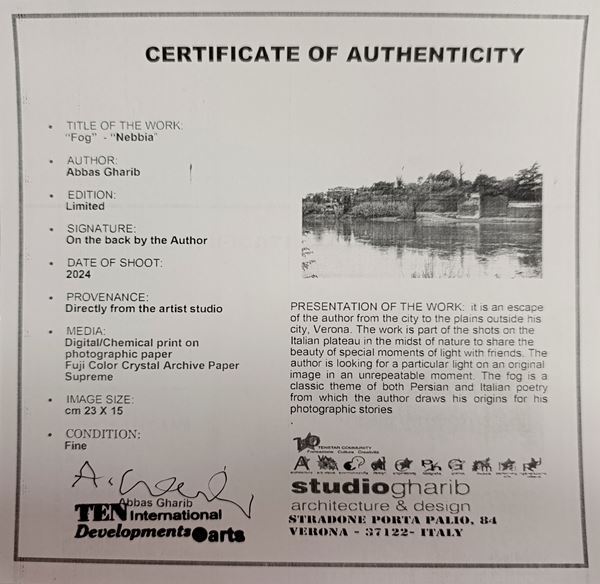 CERTIFICATE OF AUTHENTICITY
• TITLE OF THE WORK:
"Fog" - "Nebbia"
• AUTHOR:
Abbas Gharib
• EDITION:
Limited
• SIGNATURE:
On the back by the Author
• DATE OF SHOOT:
2024
• PROVENANCE:
Directly from the artist studio
• MEDIA:
Digital/Chemical print on
photographic paper
Fuji Color Crystal Archive Paper
Supreme
• IMAGE SIZE:
cm 23 X 15
• CONDITION:
Fine
A. Gharib
Abbas Gharib
TEN International
Developments arts
PRESENTATION OF THE WORK: it is an escape
of the author from the city to the plains outside his
city, Verona. The work is part of the shots on the
Italian plateau in the midst of nature to share the
beauty of special moments of light with friends. The
author is looking for a particular light on an original
image in an unrepeatable moment. The fog is a
classic theme of both Persian and Italian poetry
from which the author draws his origins for his
photographic stories
TENSTAR COMMUNITY
Formazione Cultura Creatività
studiogharib
architecture & design
STRADONE PORTA PALIO, 84
VERONA - 37122- ITALY